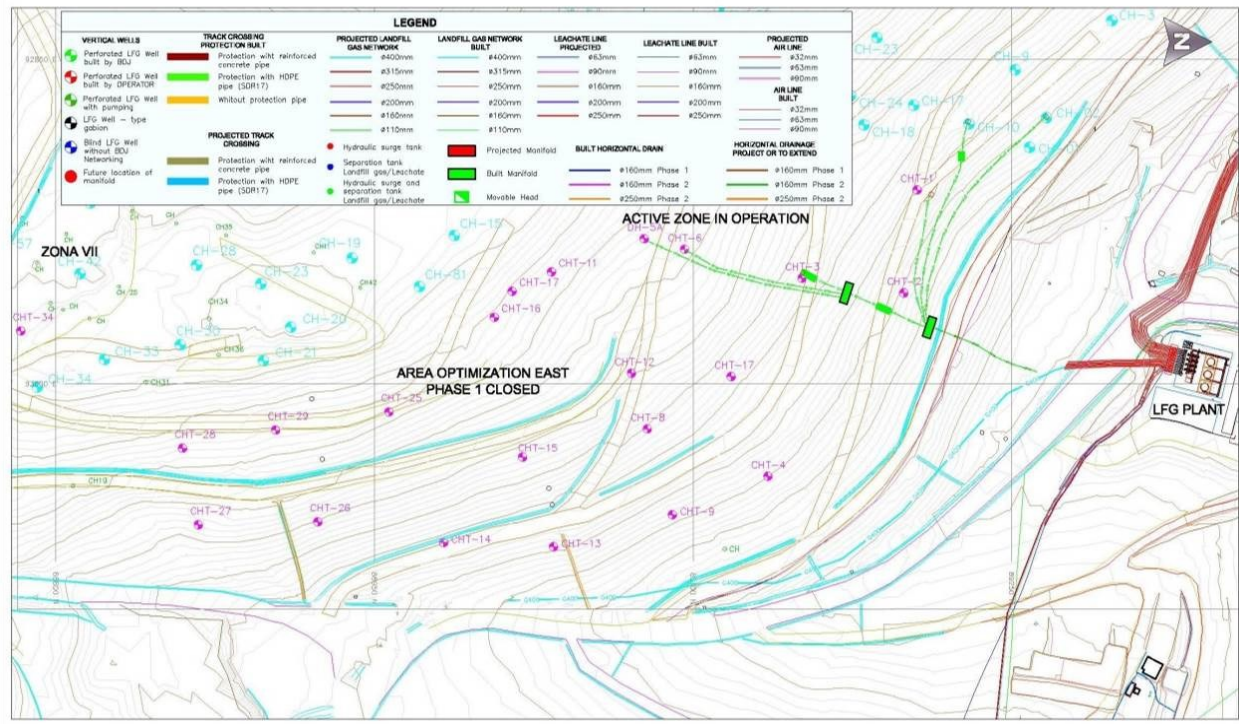 LEGEND
VERTICAL WELLS
Perforated LFG Well
built by BDJ
Perforated LFG Well
built by OPERATOR
Perforated LFG Well
with pumping
LFG Well - type
gabion
Blind LFG Well
without BDJ
Networking
Future location of
manifold
TRACK CROSSING
PROTECTION BUILT
Protection wiht reinforced
concrete pipe
Protection with HDPE
pipe (SDR17)
Whitout protection pipe
PROJECTED TRACK
CROSSING
Protection wiht reinforced
concrete pipe
Protection with HDPE
pipe (SDR17)
PROJECTED LANDFILL
GAS NETWORK
ø400mm
ø315mm
ø250mm
ø200mm
ø160mm
ø110mm
LANDFILL GAS NETWORK
BUILT
ø400mm
ø315mm
ø250mm
ø200mm
ø160mm
ø110mm
LEACHATE LINE
PROJECTED
ø63mm
ø90mm
ø160mm
ø200mm
ø250mm
LEACHATE LINE BUILT
ø63mm
ø90mm
ø160mm
ø200mm
ø250mm
PROJECTED
AIR LINE
ø32mm
ø63mm
ø90mm
AIR LINE
BUILT
ø32mm
ø63mm
ø90mm
Hydraulic surge tank
Separation tank
Landfill gas/Leachate
Hydraulic surge and
separation tank
Landfill gas/Leachate
Projected Manifold
Built Manifold
Movable Head
BUILT HORIZONTAL DRAIN
ø160mm Phase 1
ø160mm Phase 2
ø250mm Phase 2
HORIZONTAL DRAINAGE
PROJECT OR TO EXTEND
ø160mm Phase 1
ø160mm Phase 2
ø250mm Phase 2
N
CH-3
CH-23
CH-9
CH-24
CH-17
CH-18
CH-10
CHT-1
ACTIVE ZONE IN OPERATION
DH-5A
CHT-6
CHT-3
CHT-2
CH-15
CH-81
CHT-11
CHT-17
CHT-16
57
ZONA VII
CH-42
CH-28
CH-19
CH-23
CH-20
CH-21
CH-33
CH-34
CHT-34
CH35
CH34
CH36
CH31
CH19
CH
AREA OPTIMIZATION EAST
PHASE 1 CLOSED
CHT-12
CHT-17
CHT-25
CHT-29
CHT-28
CHT-8
CHT-15
CHT-4
CHT-9
CHT-27
CHT-26
CHT-14
CHT-13
CH
LFG PLANT